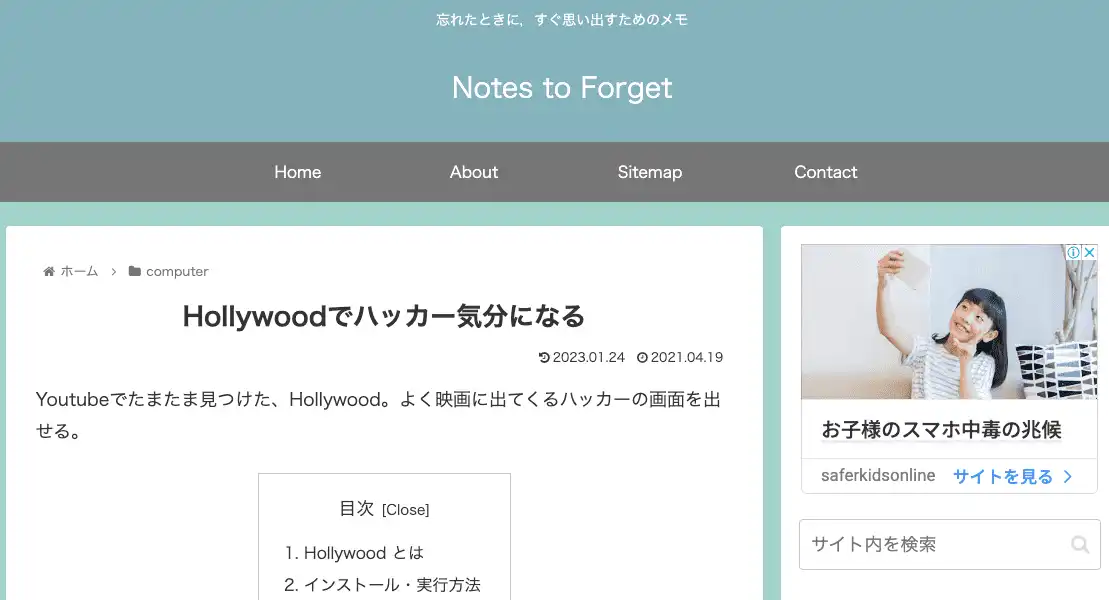 忘れたときに，すぐ思い出すためのメモ
Notes to Forget
Home About Sitemap Contact
ホーム computer
Hollywoodでハッカー気分になる
2023.01.24 2021.04.19
Youtubeでたまたま見つけた、Hollywood。よく映画に出てくるハッカーの画面を出
せる。
目次 [Close]
1. Hollywood とは
2. インストール・実行方法
お子様のスマホ中毒の兆候
saferkidsonline サイトを見る
サイト内を検索